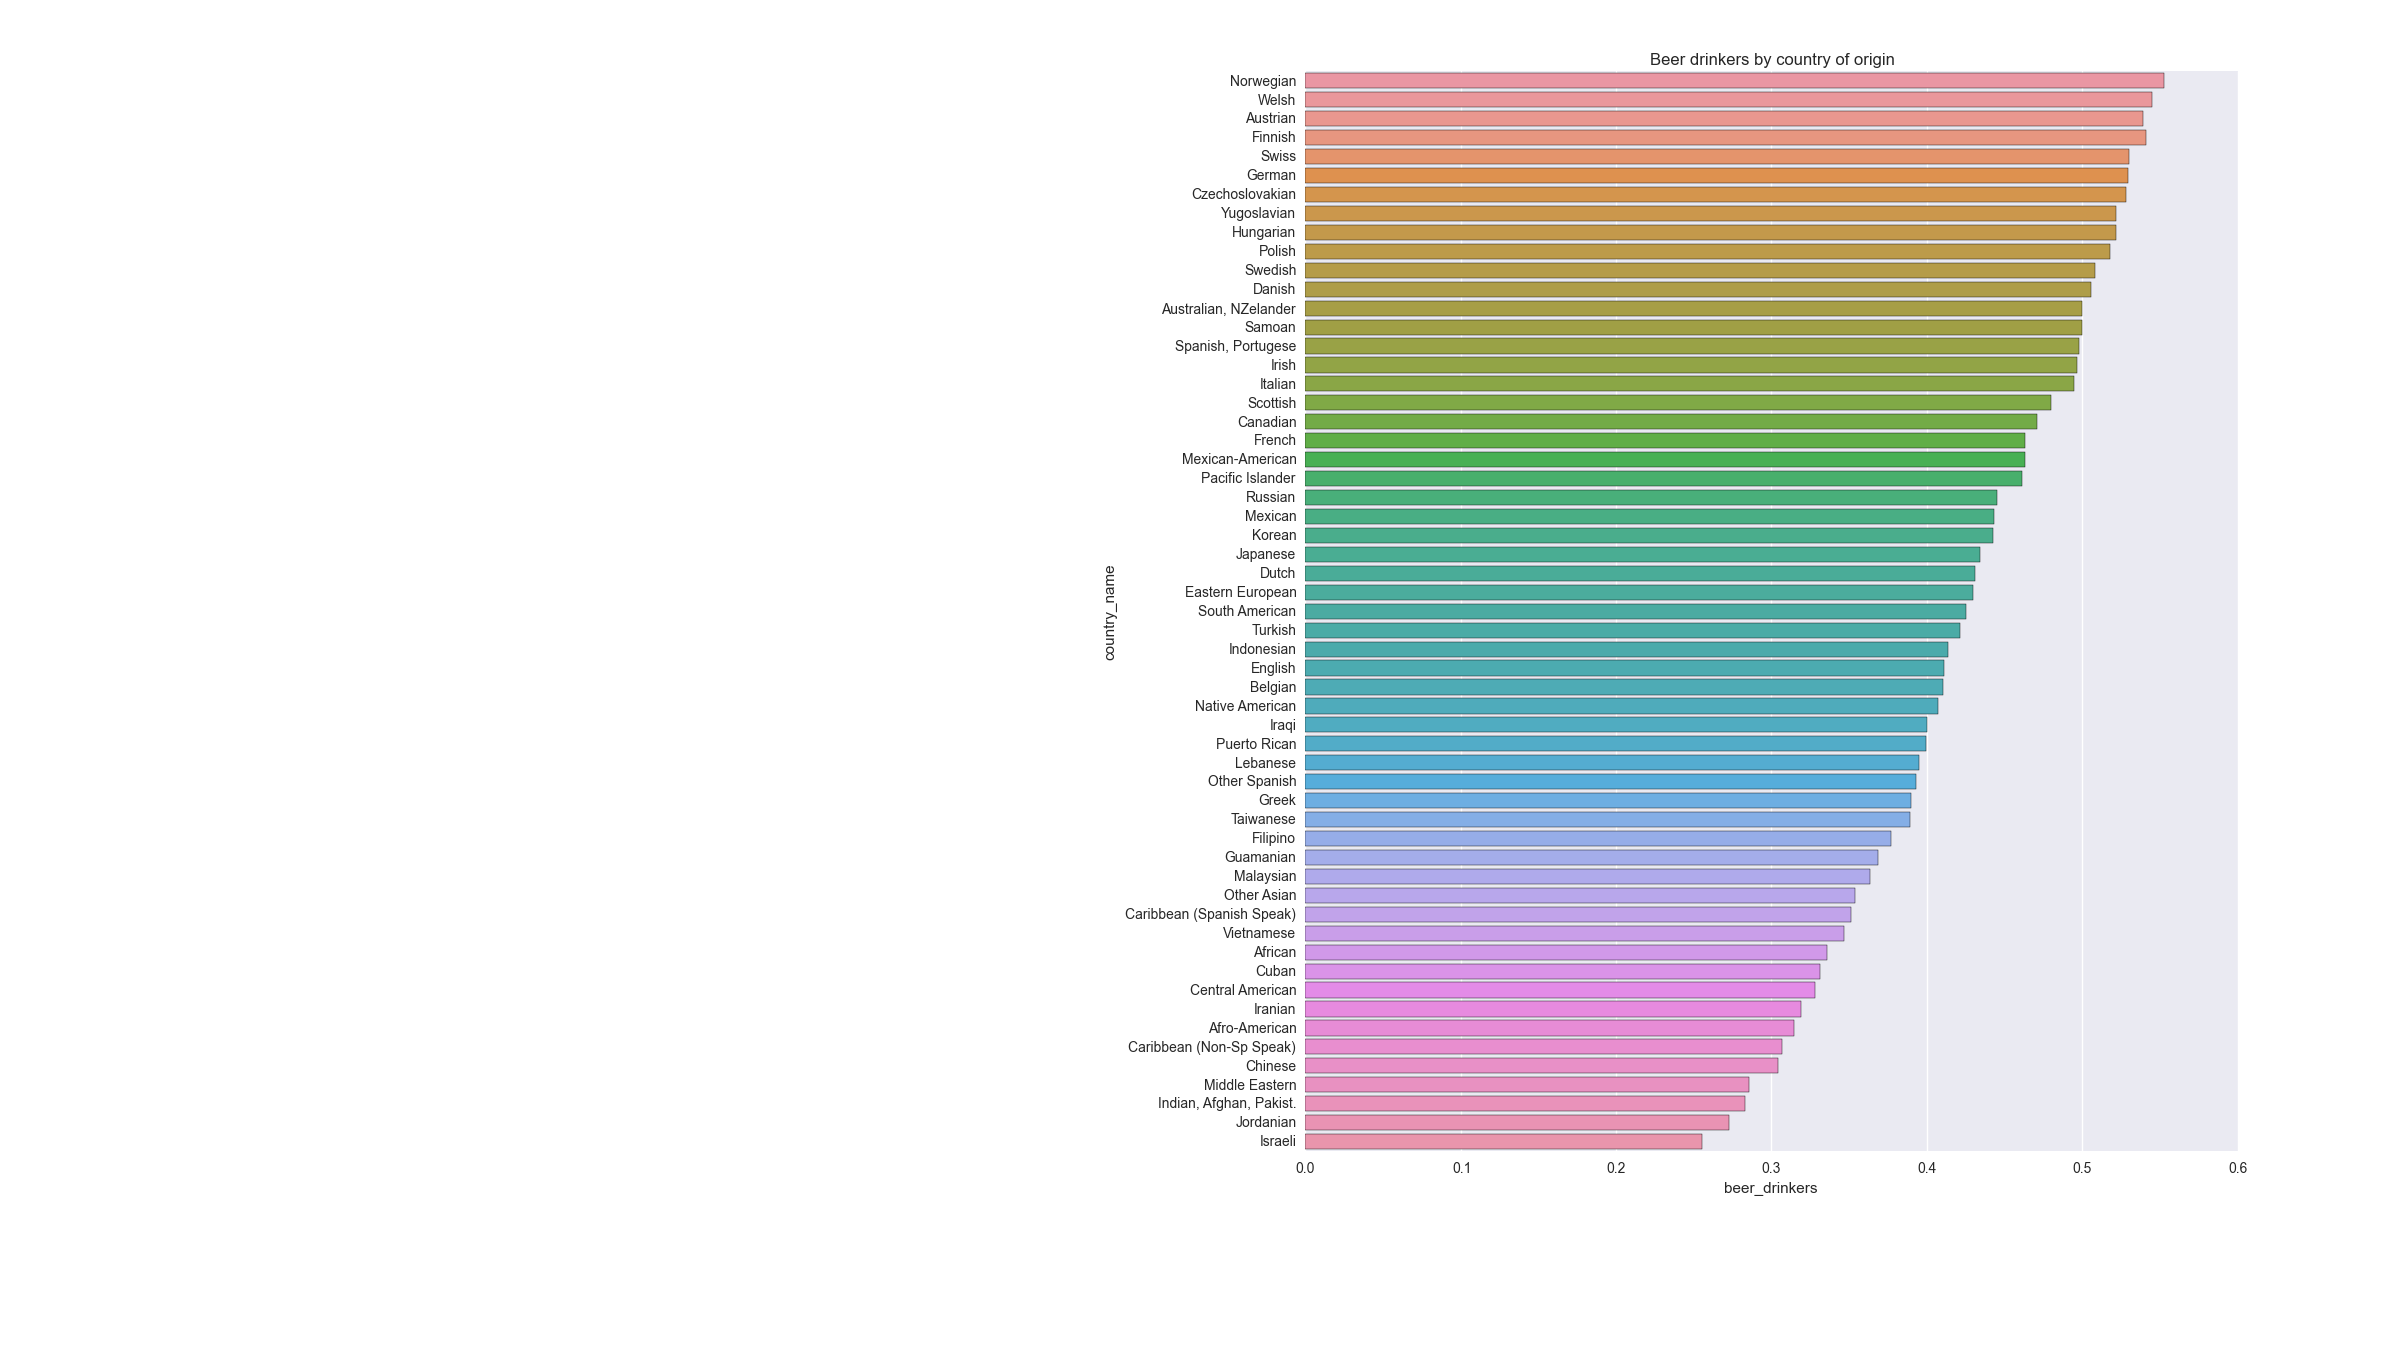 Beer drinkers by country of origin
Norwegian
Welsh
Austrian
Finnish
Swiss
German
Czechoslovakian
Yugoslavian
Hungarian
Polish
Swedish
Danish
Australian, NZelander
Samoan
Spanish, Portugese
Irish
Italian
Scottish
Canadian
French
Mexican-American
Pacific Islander
Russian
Mexican
Korean
Japanese
Dutch
Eastern European
South American
Turkish
Indonesian
English
Belgian
Native American
Iraqi
Puerto Rican
Lebanese
Other Spanish
Greek
Taiwanese
Filipino
Guamanian
Malaysian
Other Asian
Caribbean (Spanish Speak)
Vietnamese
African
Cuban
Central American
Iranian
Afro-American
Caribbean (Non-Sp Speak)
Chinese
Middle Eastern
Indian, Afghan, Pakist.
Jordanian
Israeli
country_name
0.0 0.1 0.2 0.3 0.4 0.5 0.6
beer_drinkers